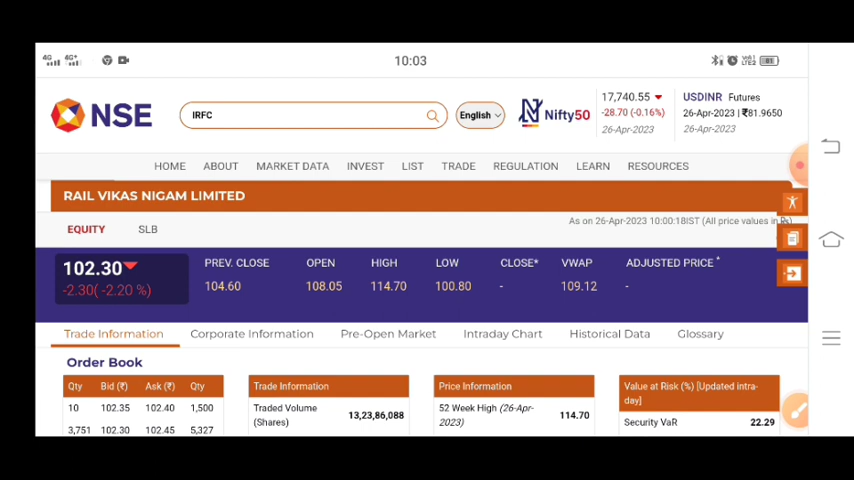 4G 4G+ 10:03
NSE
IRFC
English
Nifty50
17,740.55
-28.70 (-0.16%)
26-Apr-2023
USDINR Futures
26-Apr-2023 | ₹81.9650
26-Apr-2023
HOME ABOUT MARKET DATA INVEST LIST TRADE REGULATION LEARN RESOURCES
RAIL VIKAS NIGAM LIMITED
As on 26-Apr-2023 10:00:18IST (All price values in ₹)
EQUITY SLB
102.30
-2.30( -2.20 %)
PREV. CLOSE OPEN HIGH LOW CLOSE* VWAP ADJUSTED PRICE *
104.60 108.05 114.70 100.80 - 109.12 -
Trade Information Corporate Information Pre-Open Market Intraday Chart Historical Data Glossary
Order Book
Qty Bid (₹) Ask (₹) Qty
10 102.35 102.40 1,500
3,751 102.30 102.45 5,327
Trade Information
Traded Volume
(Shares)
13,23,86,088
Price Information
52 Week High (26-Apr-
2023)
114.70
Value at Risk (%) [Updated intra-
day]
Security VaR 22.29